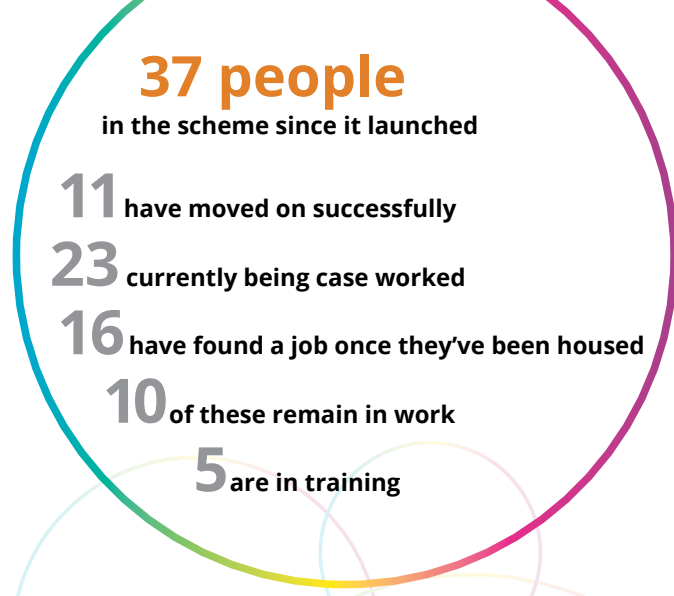 37 people
in the scheme since it launched
11 have moved on successfully
23 currently being case worked
16 have found a job once they’ve been housed
10 of these remain in work
5 are in training